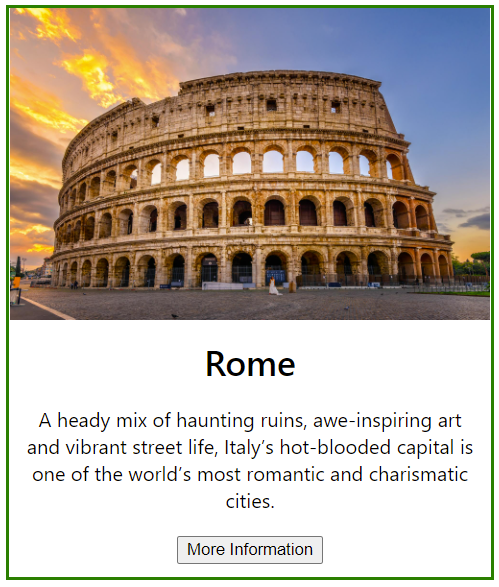 Rome
A heady mix of haunting ruins, awe-inspiring art
and vibrant street life, Italy’s hot-blooded capital is
one of the world’s most romantic and charismatic
cities.
More Information